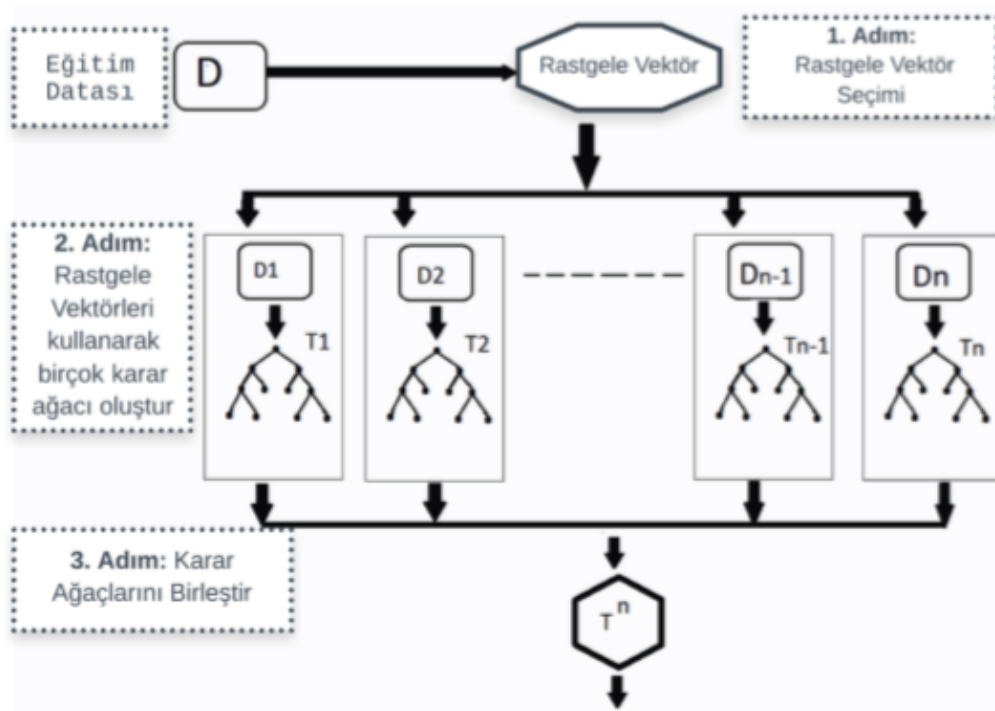 Eğitim
Datası
D
Rastgele Vektör
1. Adım:
Rastgele Vektör
Seçimi
2. Adım:
Rastgele
Vektörleri
kullanarak
birçok karar
ağacı oluştur
D1
T1
D2
T2
Dn-1
Tn-1
Dn
Tn
3. Adım: Karar
Ağaçlarını Birleştir
T n